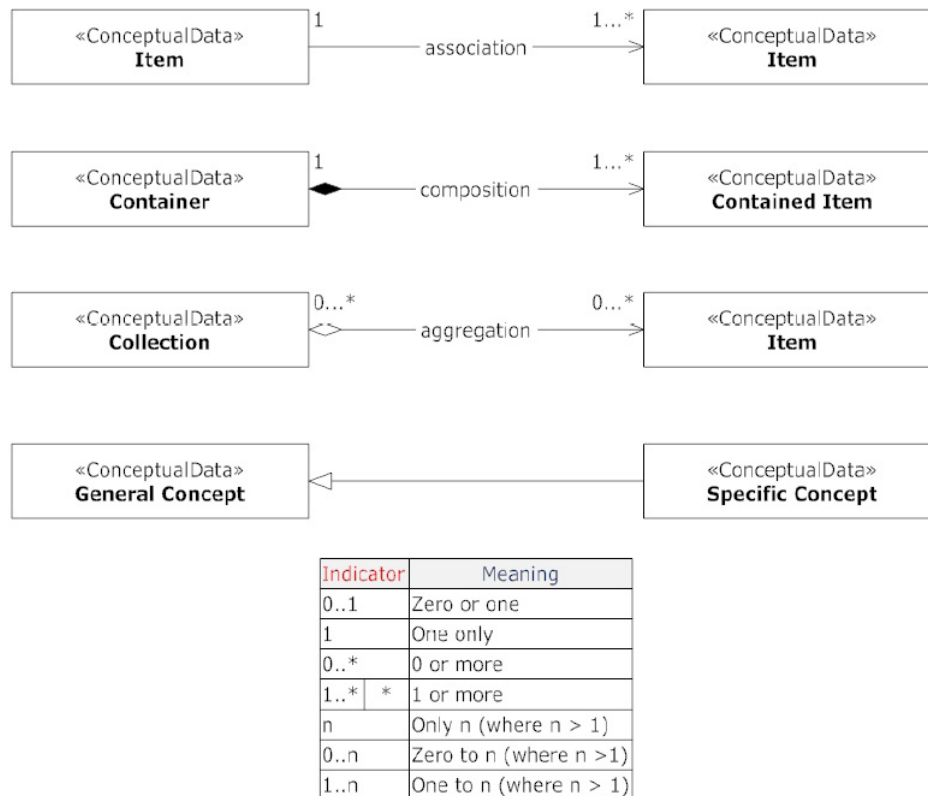 1 1...*
«ConceptualData» association «ConceptualData»
Item Item
1 1...*
«ConceptualData» composition «ConceptualData»
Container Contained Item
0...* 0...*
«ConceptualData» aggregation «ConceptualData»
Collection Item
«ConceptualData» «ConceptualData»
General Concept Specific Concept
Indicator Meaning
0..1 Zero or one
1 One only
0..* 0 or more
1..* * 1 or more
n Only n (where n > 1)
0..n Zero to n (where n >1)
1..n One to n (where n > 1)